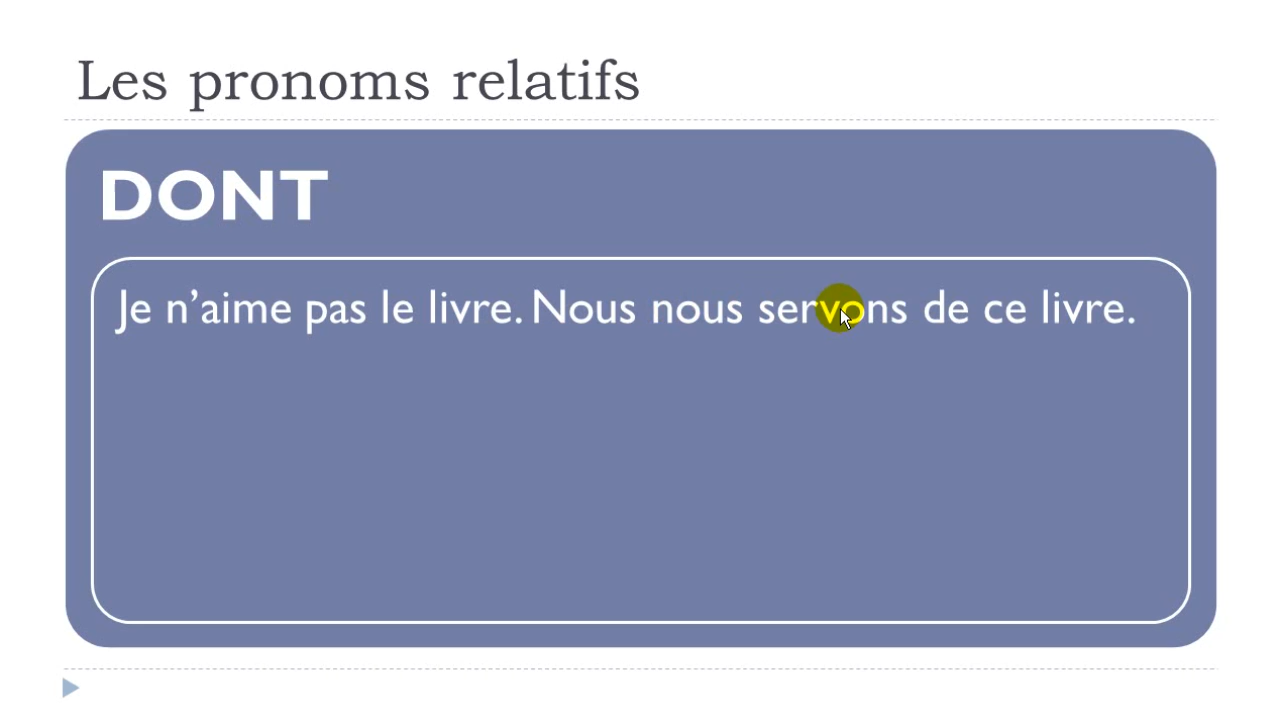 Les pronoms relatifs
DONT
Je n’aime pas le livre. Nous nous servons de ce livre.